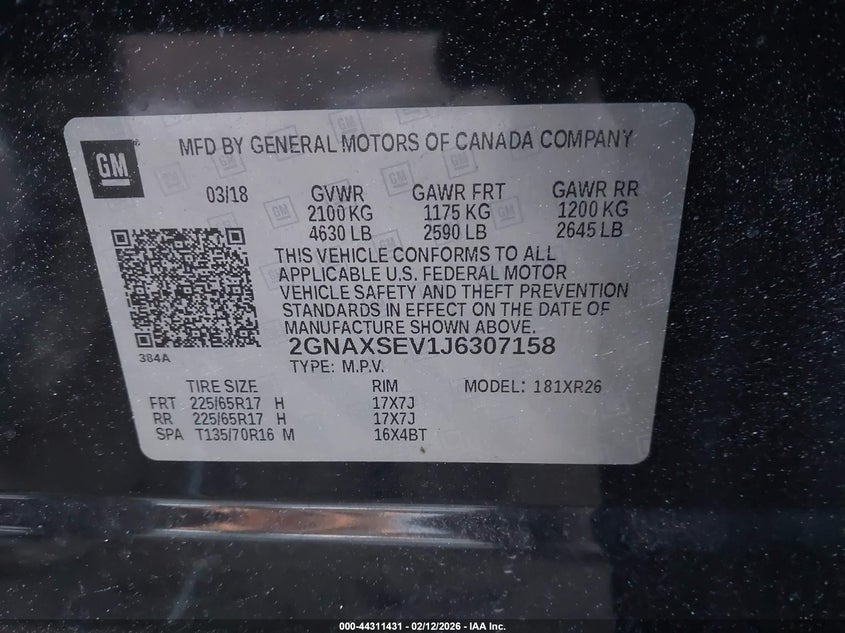 GM
MFD BY GENERAL MOTORS OF CANADA COMPANY
03/18 GVWR GAWR FRT GAWR RR
2100 KG 1175 KG 1200 KG
4630 LB 2590 LB 2645 LB
THIS VEHICLE CONFORMS TO ALL
APPLICABLE U.S. FEDERAL MOTOR
VEHICLE SAFETY AND THEFT PREVENTION
STANDARDS IN EFFECT ON THE DATE OF
MANUFACTURE SHOWN ABOVE.
384A
2GNAXSEV1J6307158
TYPE: M.P.V.
TIRE SIZE RIM MODEL: 181XR26
FRT 225/65R17 H 17X7J
RR 225/65R17 H 17X7J
SPA T135/70R16 M 16X4BT
000-44311431 - 02/12/2026 - IAA Inc.